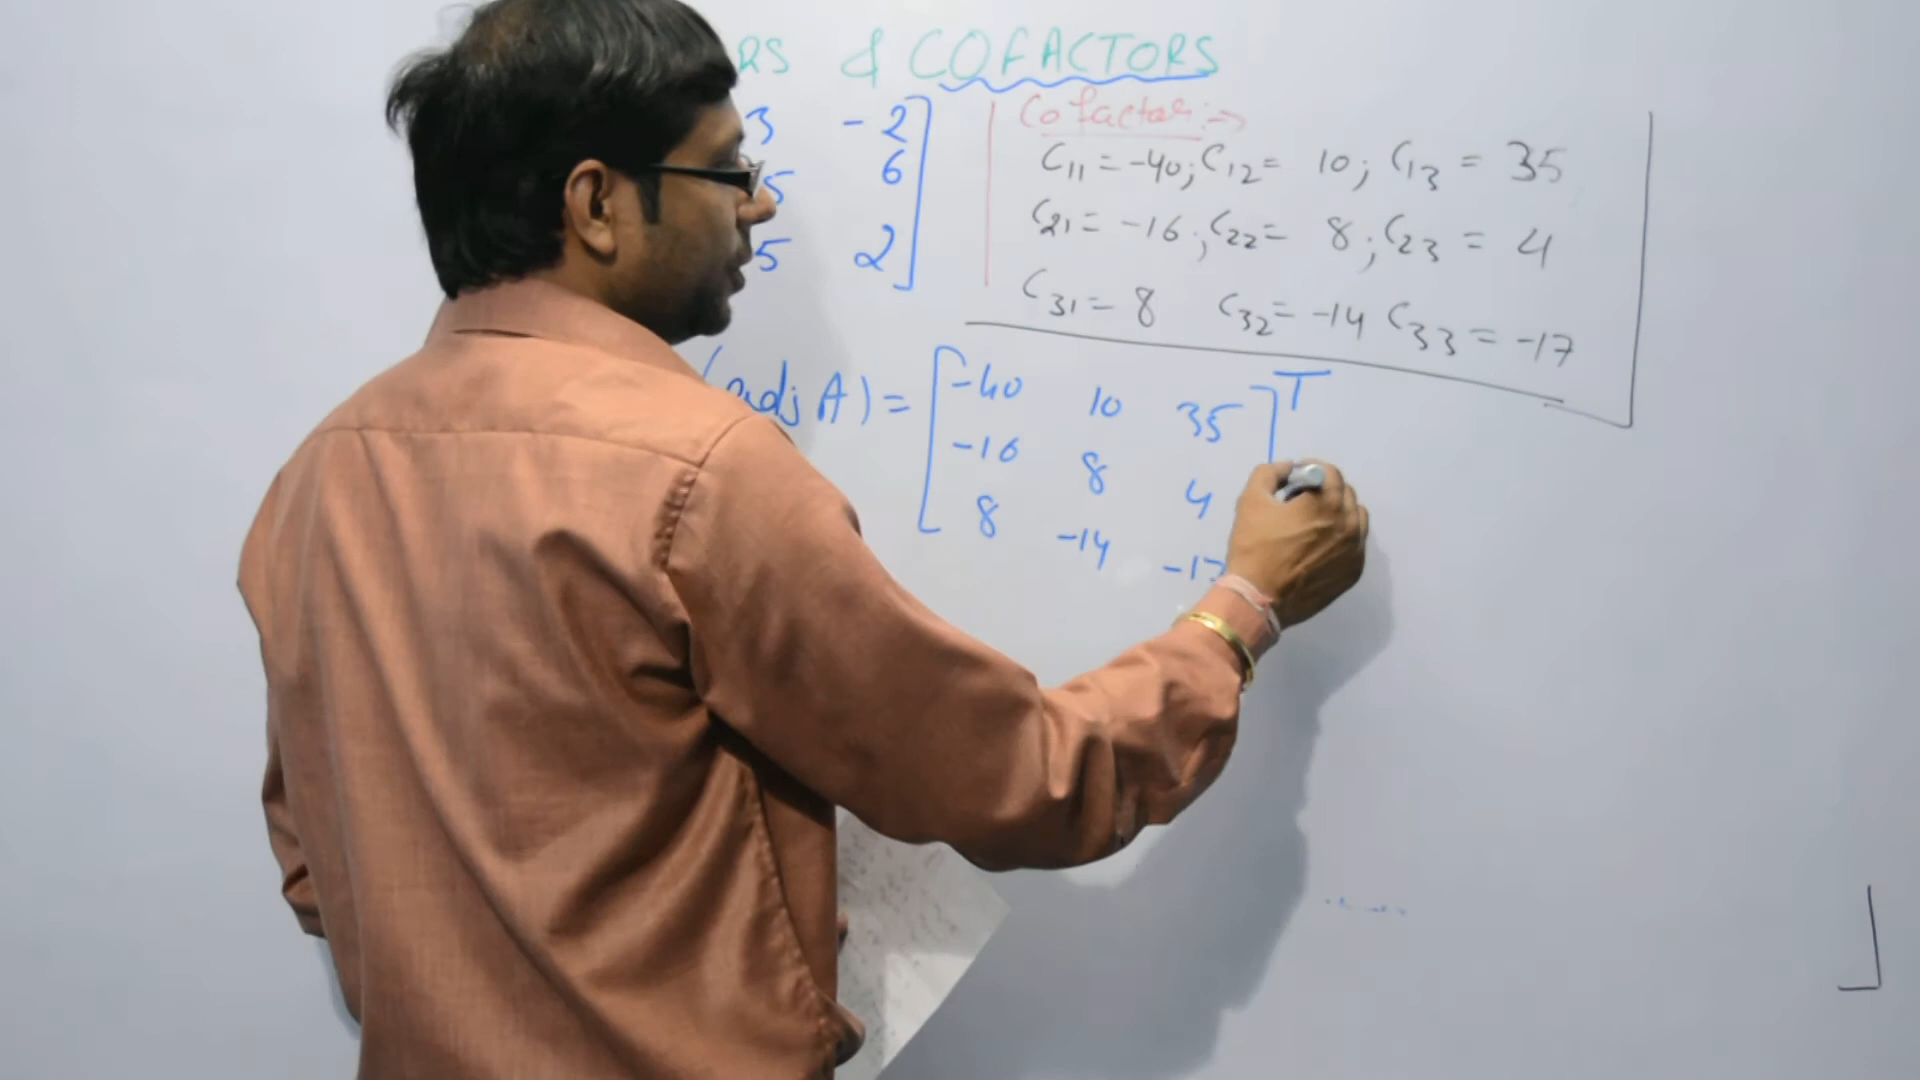 RS & COFACTORS
3 -2
5 6
5 2
Cofactor:→
C11 = -40; C12 = 10; C13 = 35
C21 = -16; C22 = 8; C23 = 4
C31 = 8 C32 = -14 C33 = -17
(adj A) = [-40 10 35]T
-16 8 4
8 -14 -17